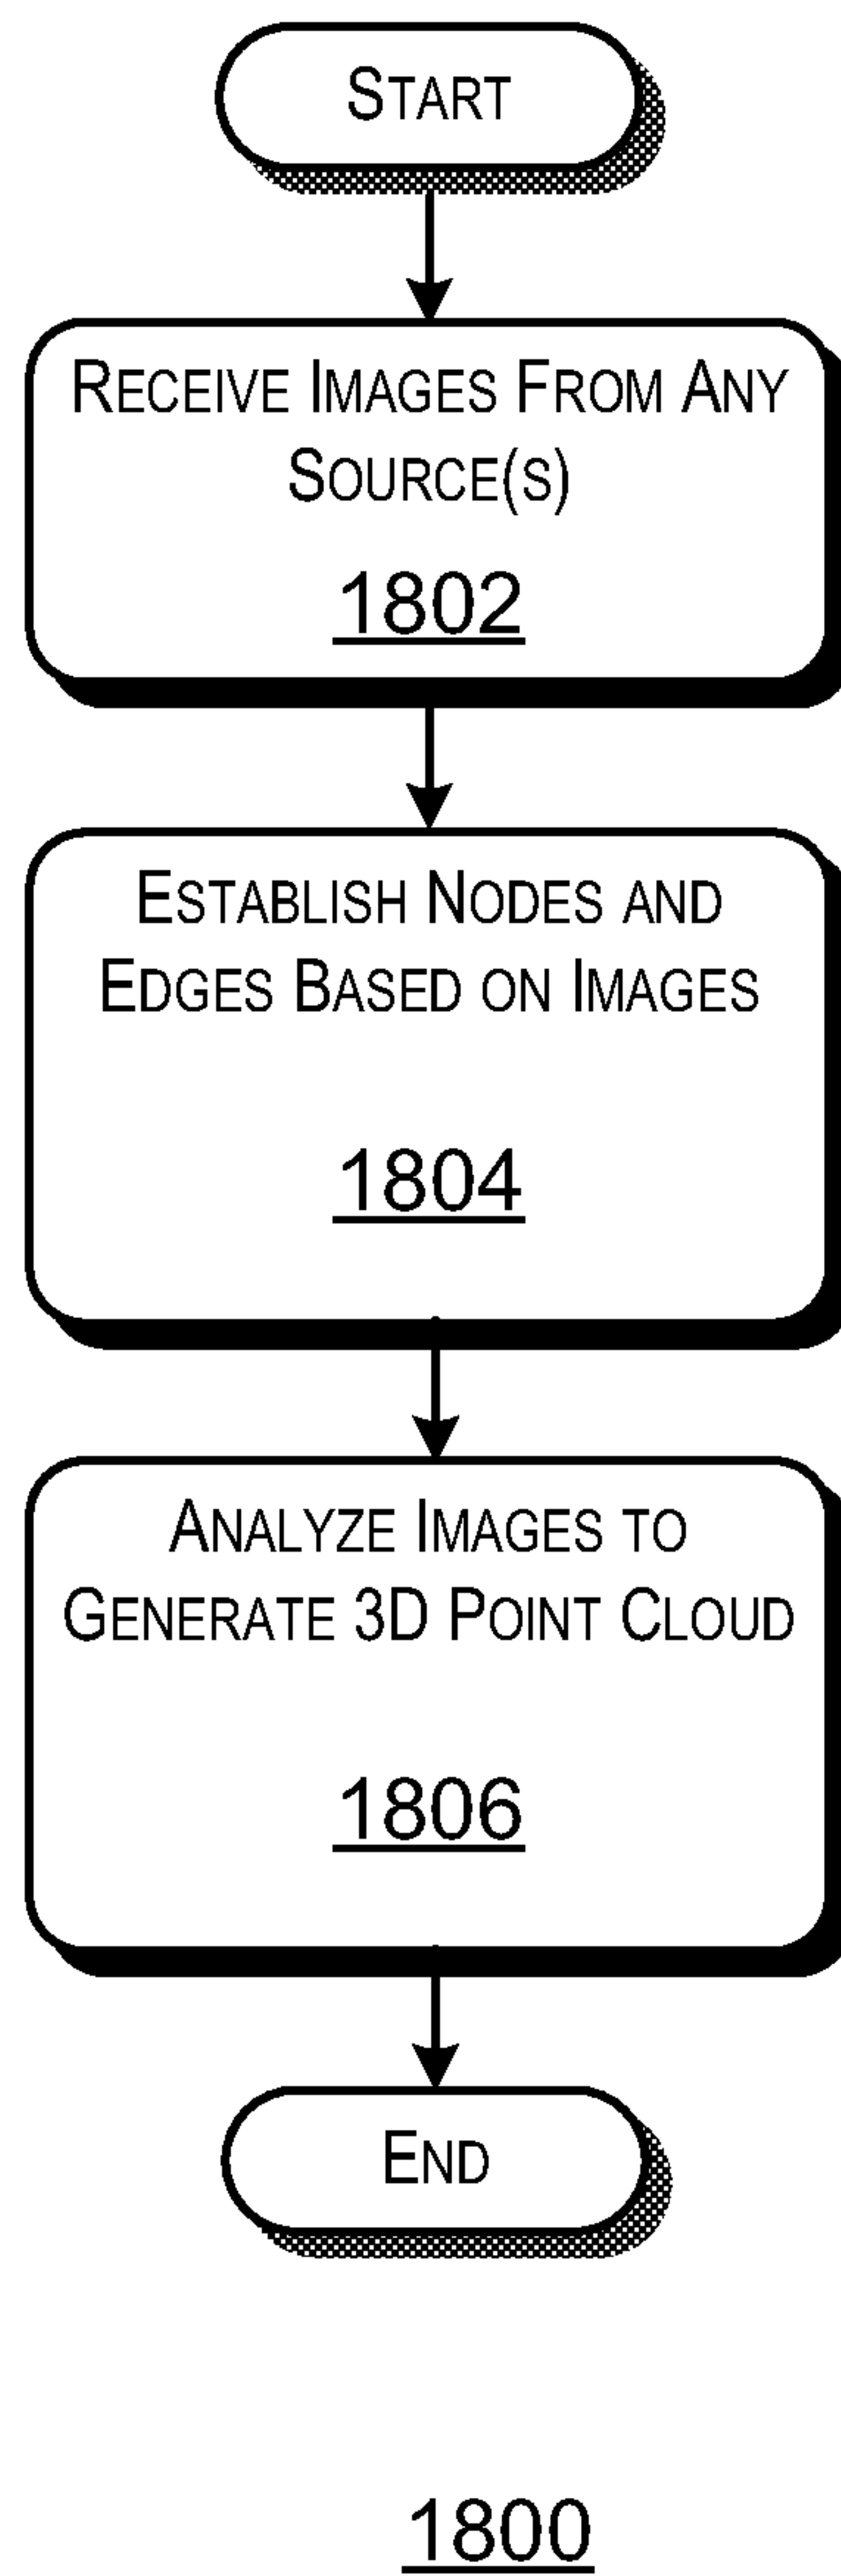 START
RECEIVE IMAGES FROM ANY
SOURCE(S)
1802
ESTABLISH NODES AND
EDGES BASED ON IMAGES
1804
ANALYZE IMAGES TO
GENERATE 3D POINT CLOUD
1806
END
1800